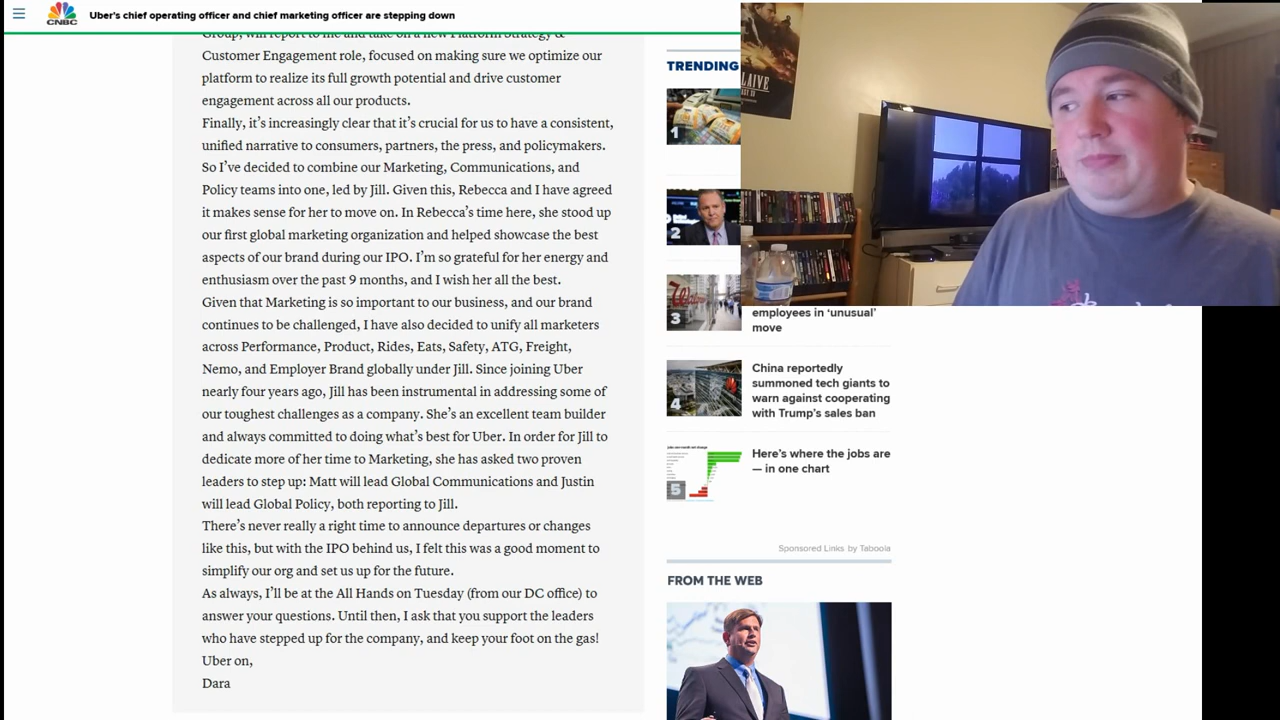 CNBC
Uber's chief operating officer and chief marketing officer are stepping down
Group, will report to me and take on a new Platform Strategy &
Customer Engagement role, focused on making sure we optimize our
platform to realize its full growth potential and drive customer
engagement across all our products.
Finally, it’s increasingly clear that it’s crucial for us to have a consistent,
unified narrative to consumers, partners, the press, and policymakers.
So I’ve decided to combine our Marketing, Communications, and
Policy teams into one, led by Jill. Given this, Rebecca and I have agreed
it makes sense for her to move on. In Rebecca’s time here, she stood up
our first global marketing organization and helped showcase the best
aspects of our brand during our IPO. I’m so grateful for her energy and
enthusiasm over the past 9 months, and I wish her all the best.
Given that Marketing is so important to our business, and our brand
continues to be challenged, I have also decided to unify all marketers
across Performance, Product, Rides, Eats, Safety, ATG, Freight,
Nemo, and Employer Brand globally under Jill. Since joining Uber
nearly four years ago, Jill has been instrumental in addressing some of
our toughest challenges as a company. She’s an excellent team builder
and always committed to doing what’s best for Uber. In order for Jill to
dedicate more of her time to Marketing, she has asked two proven
leaders to step up: Matt will lead Global Communications and Justin
will lead Global Policy, both reporting to Jill.
There’s never really a right time to announce departures or changes
like this, but with the IPO behind us, I felt this was a good moment to
simplify our org and set us up for the future.
As always, I’ll be at the All Hands on Tuesday (from our DC office) to
answer your questions. Until then, I ask that you support the leaders
who have stepped up for the company, and keep your foot on the gas!
Uber on,
Dara
TRENDING
1
2
3
employees in ‘unusual’
move
4
China reportedly
summoned tech giants to
warn against cooperating
with Trump’s sales ban
5
Here’s where the jobs are
— in one chart
Sponsored Links by Taboola
FROM THE WEB